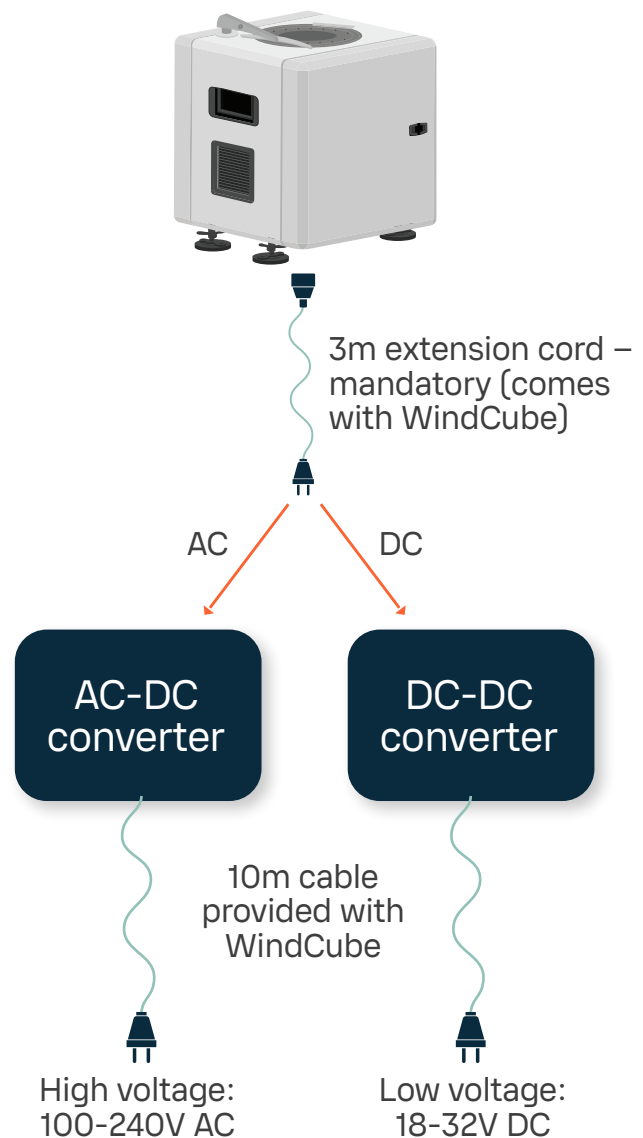 3m extension cord –
mandatory (comes
with WindCube)
AC
DC
AC-DC
converter
DC-DC
converter
10m cable
provided with
WindCube
High voltage:
100-240V AC
Low voltage:
18-32V DC